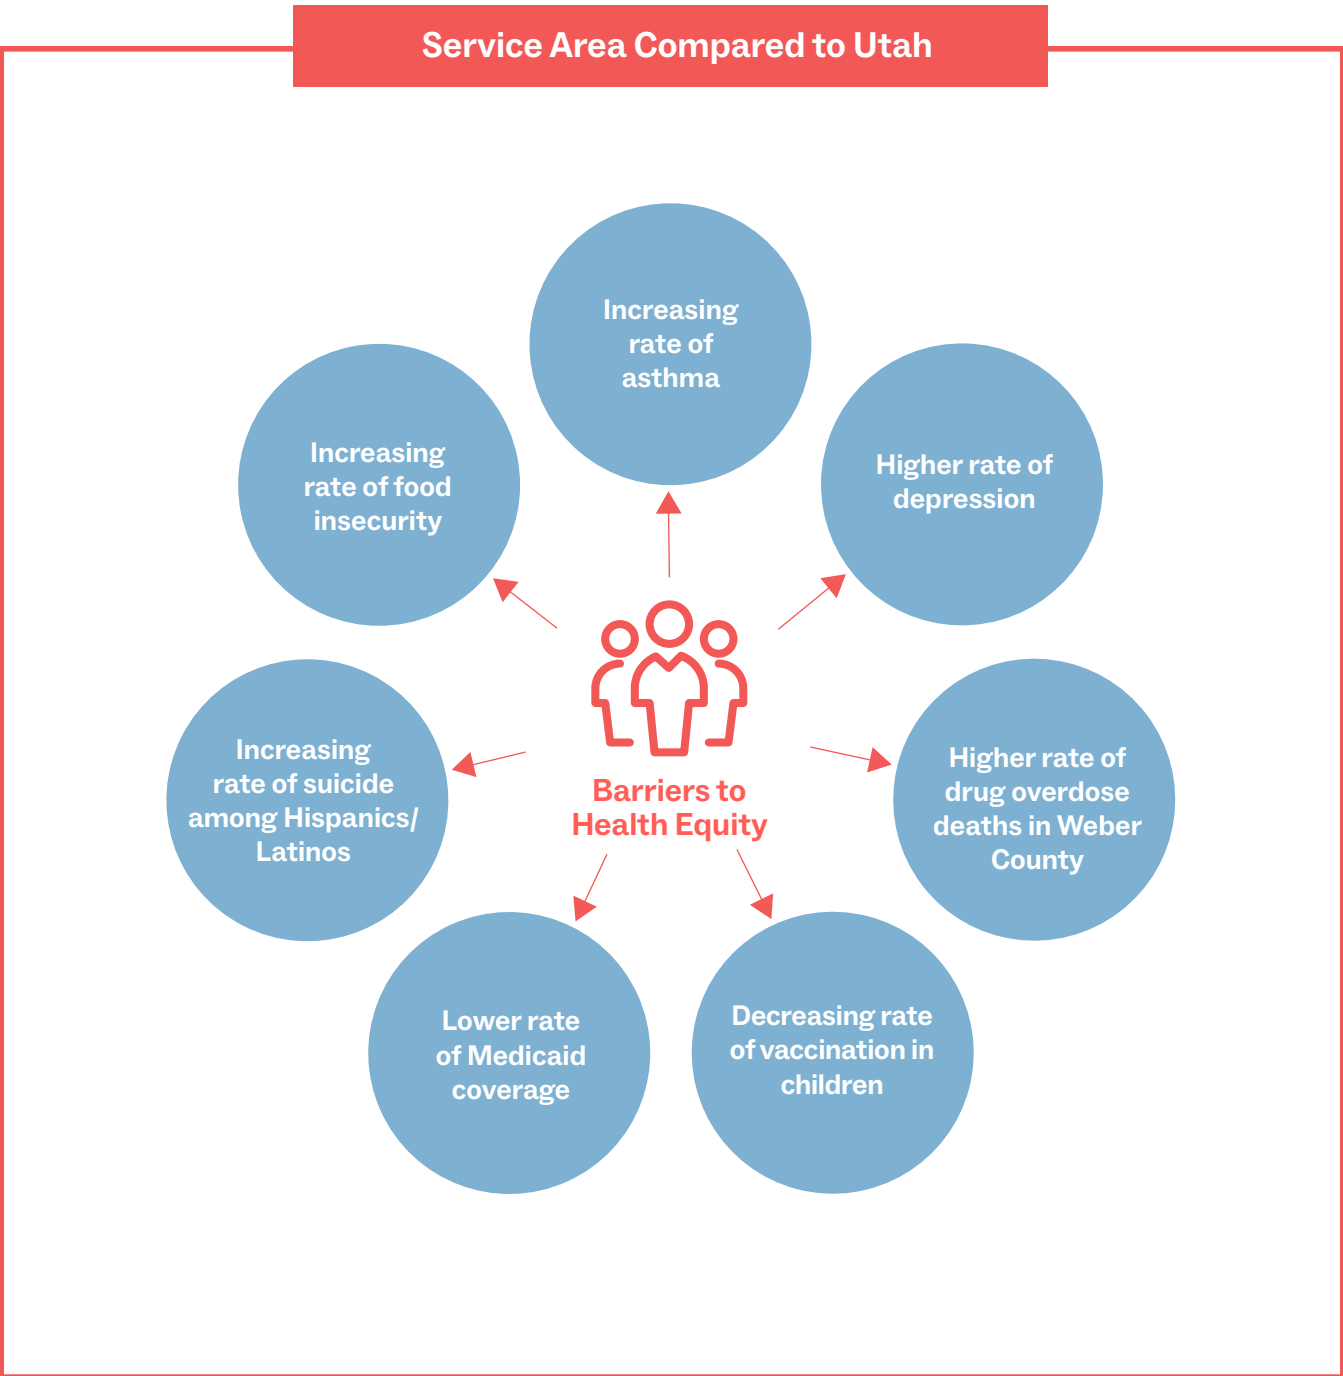 Service Area Compared to Utah
Increasing
rate of
asthma
Higher rate of
depression
Increasing
rate of food
insecurity
Increasing
rate of suicide
among Hispanics/
Latinos
Barriers to
Health Equity
Higher rate of
drug overdose
deaths in Weber
County
Lower rate
of Medicaid
coverage
Decreasing rate
of vaccination in
children